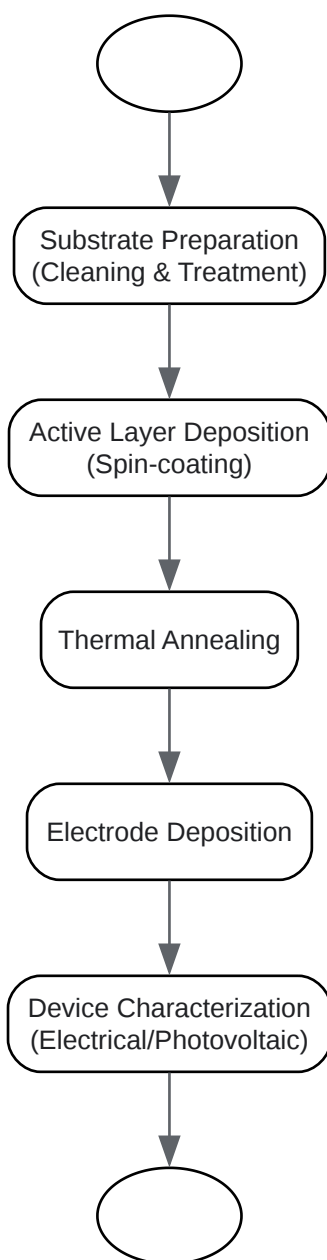 Substrate Preparation
(Cleaning & Treatment)
Active Layer Deposition
(Spin-coating)
Thermal Annealing
Electrode Deposition
Device Characterization
(Electrical/Photovoltaic)